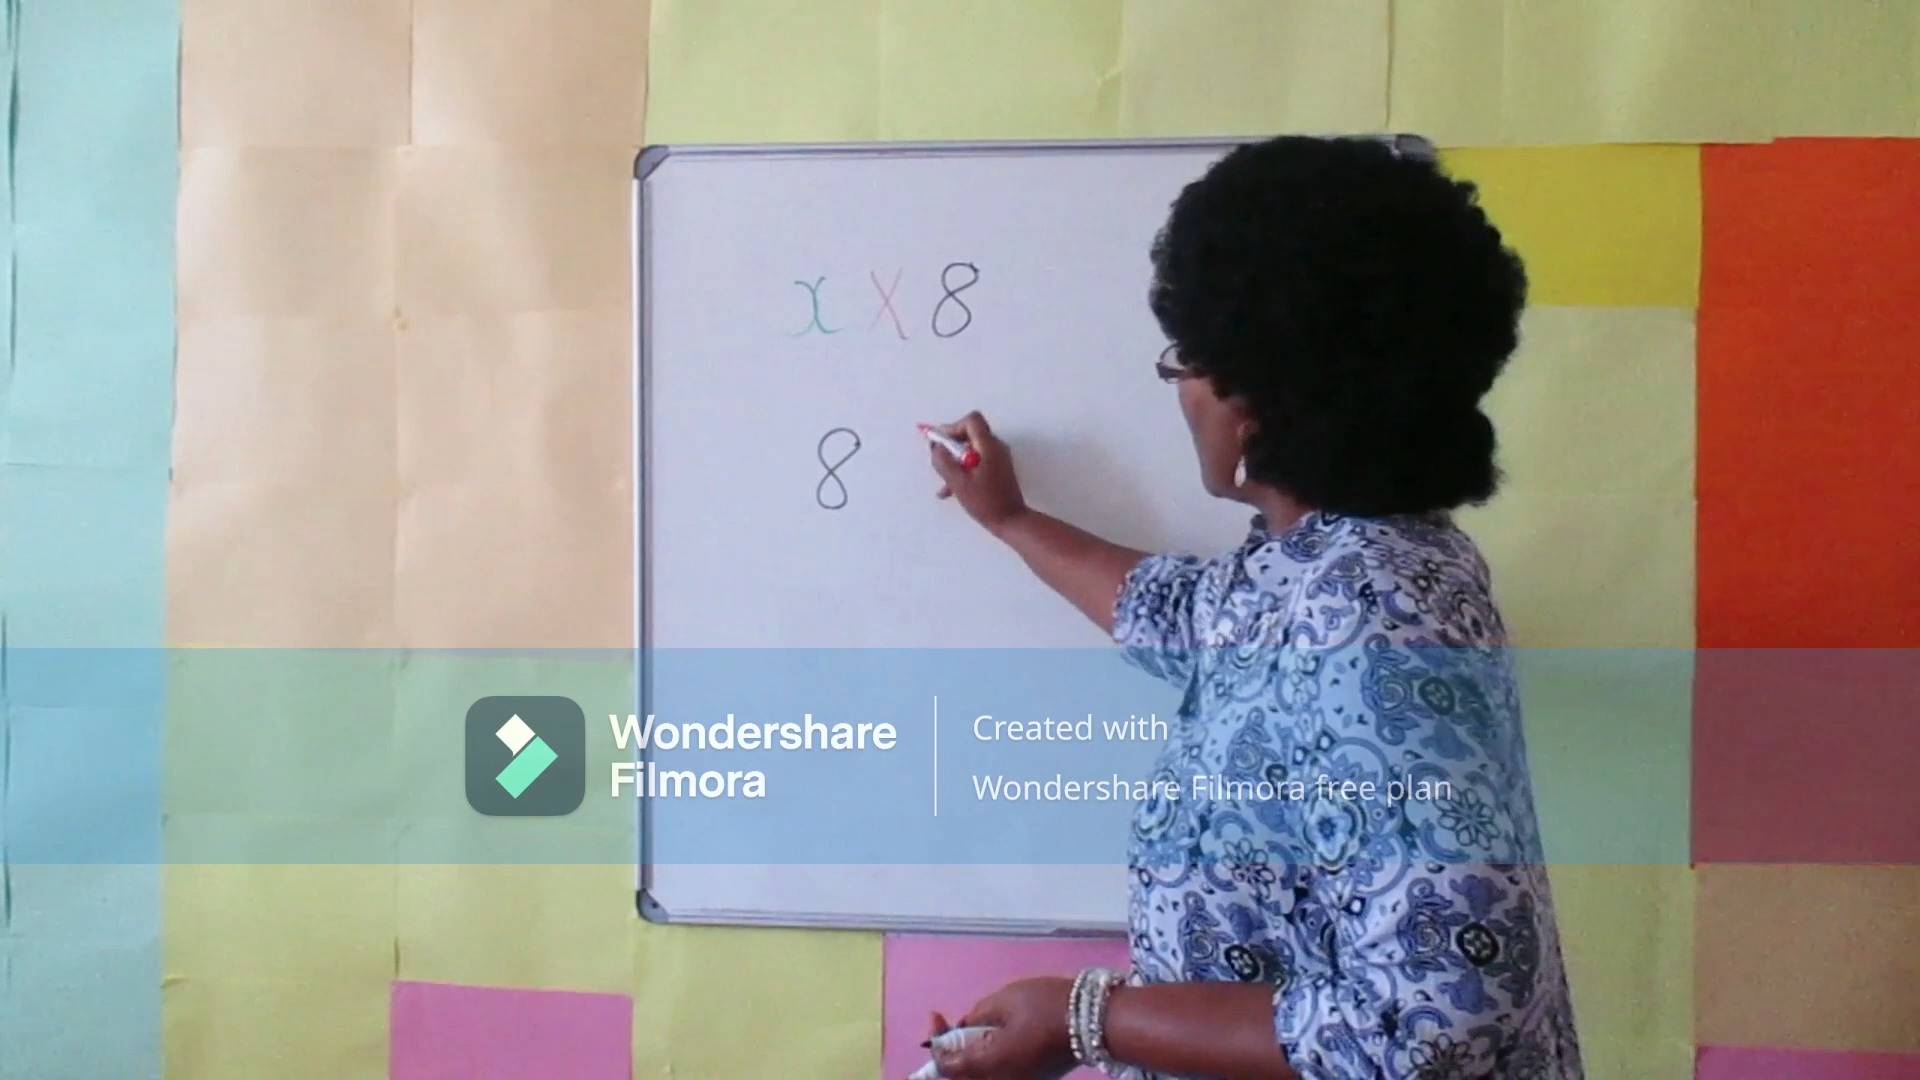 x X 8
8
Wondershare
Filmora
Created with
Wondershare Filmora free plan